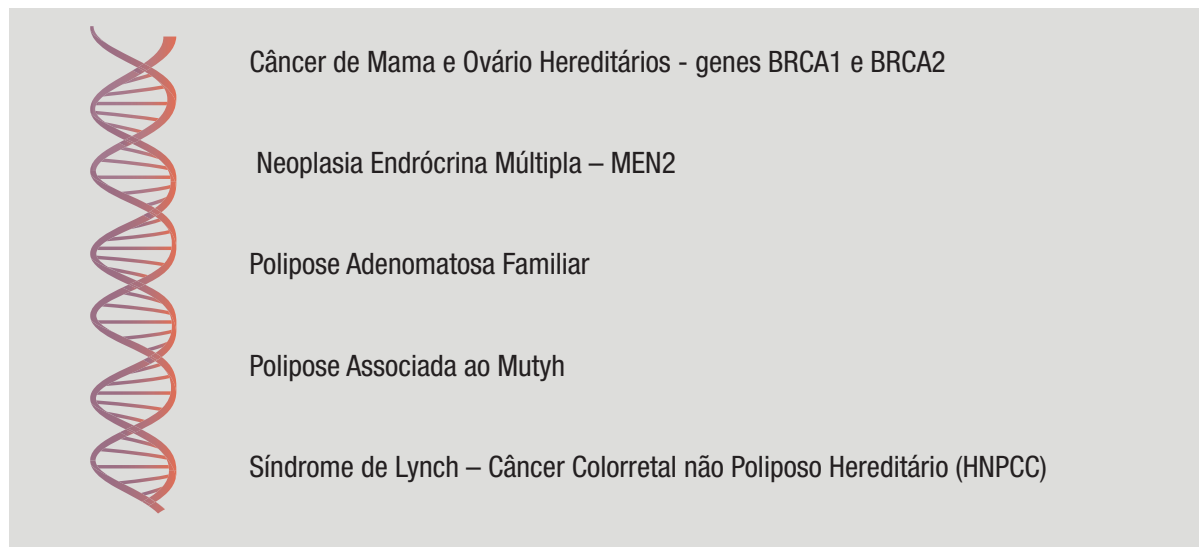 Câncer de Mama e Ovário Hereditários - genes BRCA1 e BRCA2
Neoplasia Endrócrina Múltipla – MEN2
Polipose Adenomatosa Familiar
Polipose Associada ao Mutyh
Síndrome de Lynch – Câncer Colorretal não Poliposo Hereditário (HNPCC)